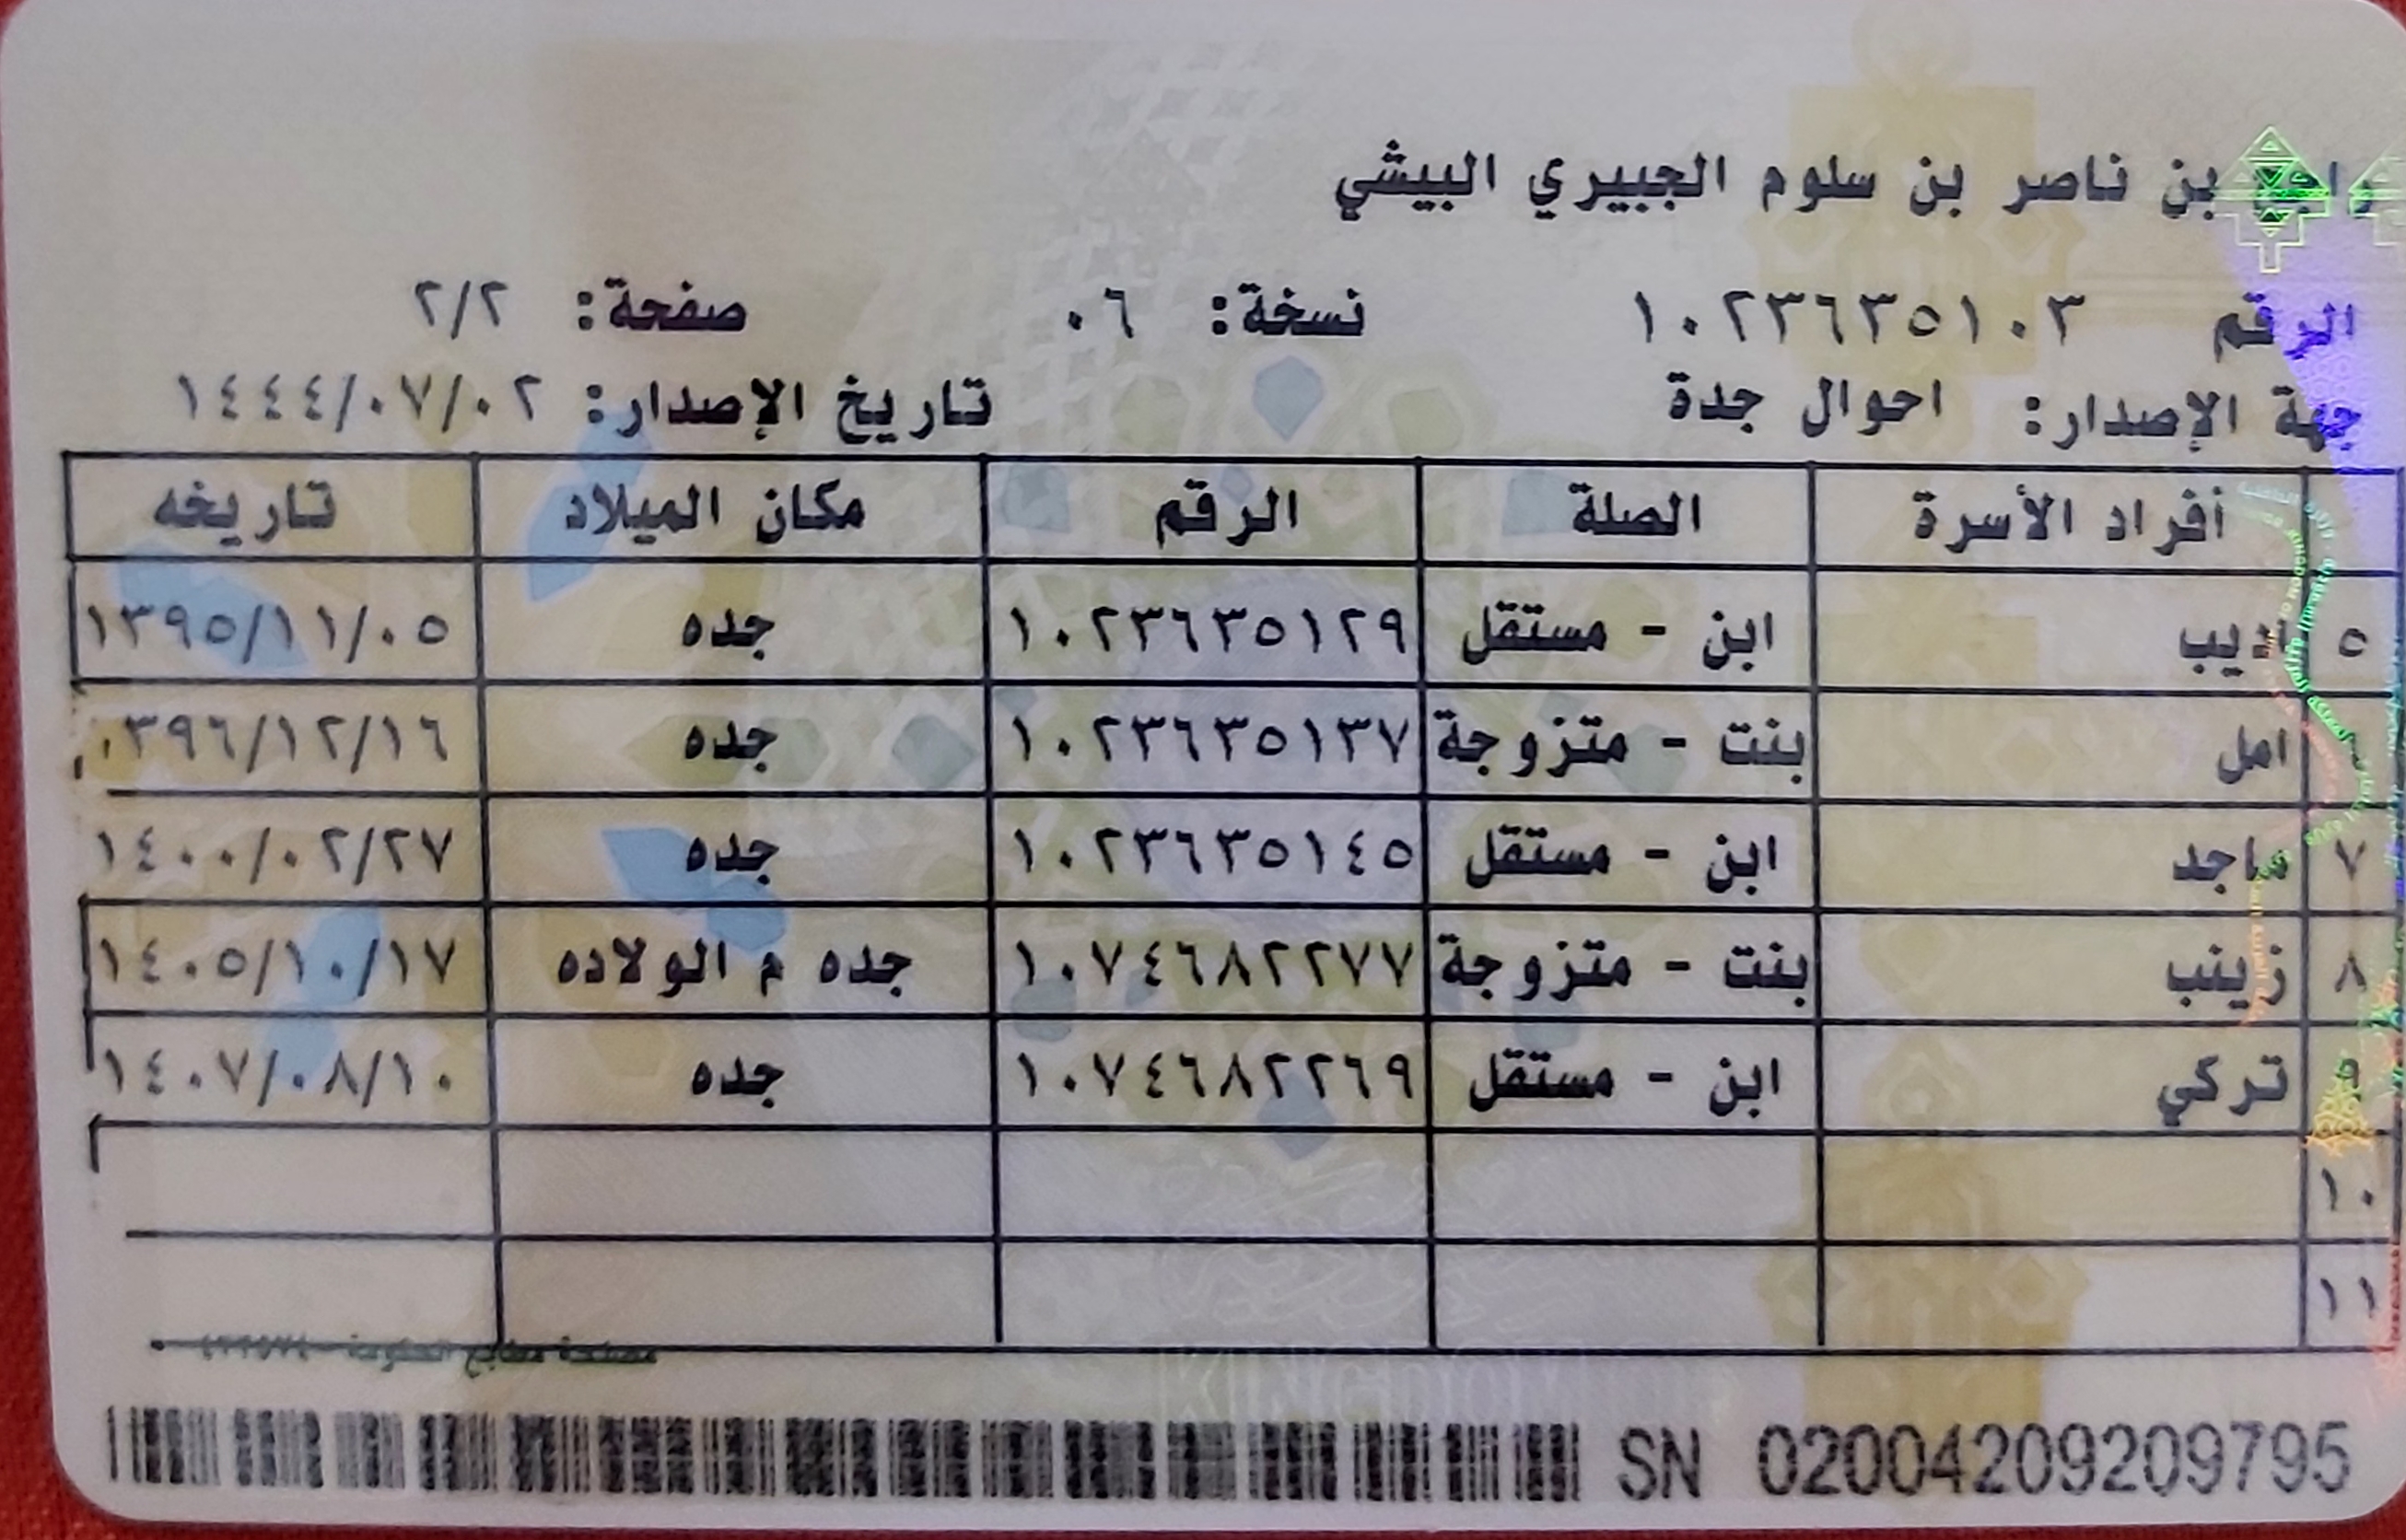 راجح بن ناصر بن سلوم الجبيري البيشي
الرقم ١٠٢٣٦٣٥١٠٣ نسخة: ٠٦ صفحة: ٢/٢
جهة الإصدار: احوال جدة تاريخ الإصدار: ١٤٤٤/٠٧/٠٢
أفراد الأسرة الصلة الرقم مكان الميلاد تاريخه
٥ اديب ابن - مستقل ١٠٢٣٦٣٥١٢٩ جده ١٣٩٥/١١/٠٥
امل بنت - متزوجة ١٠٢٣٦٣٥١٣٧ جده ٣٩٦/١٢/١٦
٧ ماجد ابن - مستقل ١٠٢٣٦٣٥١٤٥ جده ١٤٠٠/٠٢/٢٧
٨ زينب بنت - متزوجة ١٠٧٤٦٨٢٢٧٧ جده م الولاده ١٤٠٥/١٠/١٧
٩ تركي ابن - مستقل ١٠٧٤٦٨٢٢٦٩ جده ١٤٠٧/٠٨/١٠
١٠
١١
SN 02004209209795